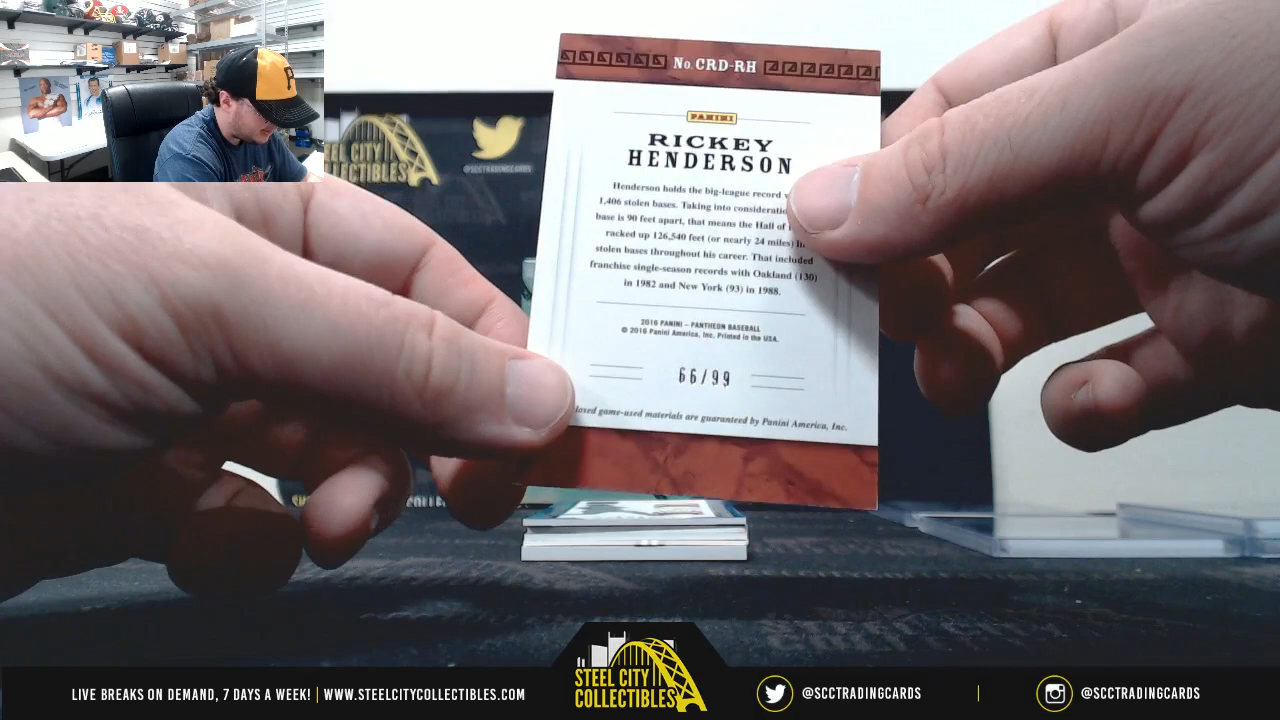 No. CRD-RH
PANINI
RICKEY
HENDERSON
Henderson holds the big-league record
1,406 stolen bases. Taking into
base is 90 feet apart, that means the Hall of
racked up 126,540 feet (or nearly 24 miles) in
stolen bases throughout his career. That included
franchise single-season records with Oakland (130)
in 1982 and New York (93) in 1988.
2016 PANINI – PANTHEON BASEBALL
© 2016 Panini America, Inc. Printed in the USA.
66/99
game-used materials are guaranteed by Panini America, Inc.
@SCCTRADINGCARDS
P
STEEL CITY
COLLECTIBLES
LIVE BREAKS ON DEMAND, 7 DAYS A WEEK! | WWW.STEELCITYCOLLECTIBLES.COM
@SCCTRADINGCARDS
@SCCTRADINGCARDS